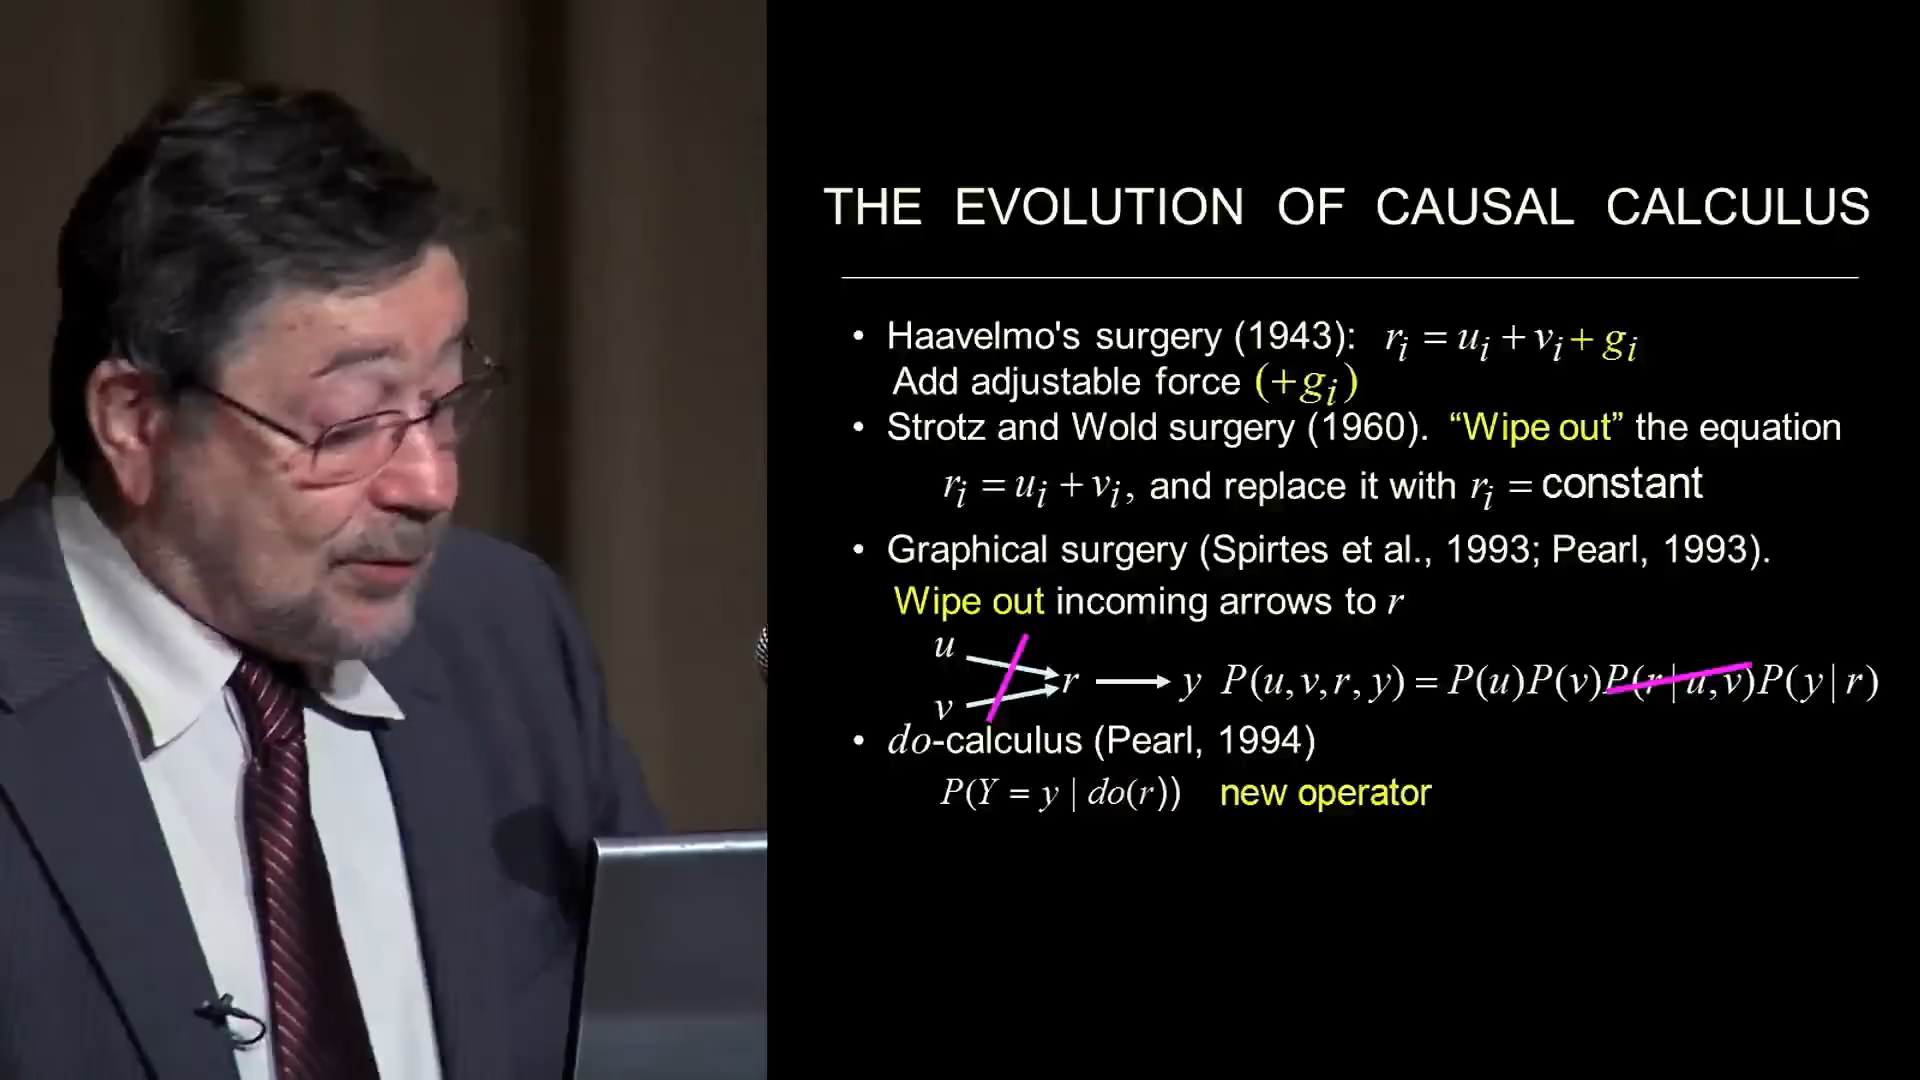 THE EVOLUTION OF CAUSAL CALCULUS
• Haavelmo's surgery (1943): rᵢ = uᵢ + vᵢ + gᵢ
Add adjustable force (+gᵢ)
• Strotz and Wold surgery (1960). “Wipe out” the equation
rᵢ = uᵢ + vᵢ, and replace it with rᵢ = constant
• Graphical surgery (Spirtes et al., 1993; Pearl, 1993).
Wipe out incoming arrows to r
u
r → y P(u, v, r, y) = P(u)P(v)P(r | u, v)P(y | r)
v
• do-calculus (Pearl, 1994)
P(Y = y | do(r)) new operator